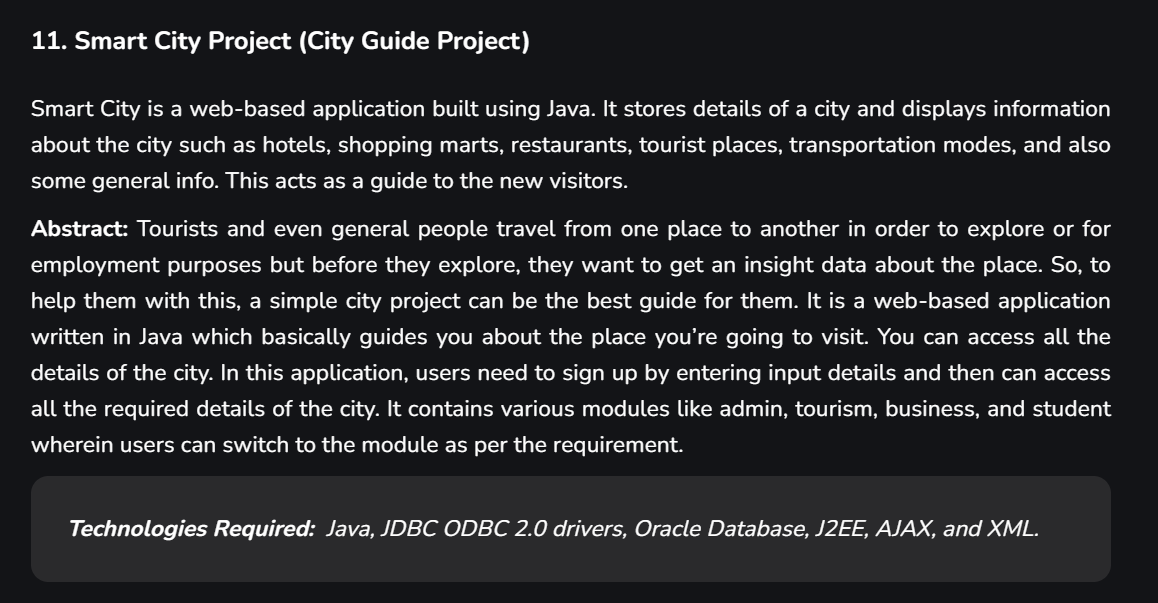 11. Smart City Project (City Guide Project)
Smart City is a web-based application built using Java. It stores details of a city and displays information
about the city such as hotels, shopping marts, restaurants, tourist places, transportation modes, and also
some general info. This acts as a guide to the new visitors.
Abstract: Tourists and even general people travel from one place to another in order to explore or for
employment purposes but before they explore, they want to get an insight data about the place. So, to
help them with this, a simple city project can be the best guide for them. It is a web-based application
written in Java which basically guides you about the place you’re going to visit. You can access all the
details of the city. In this application, users need to sign up by entering input details and then can access
all the required details of the city. It contains various modules like admin, tourism, business, and student
wherein users can switch to the module as per the requirement.
Technologies Required: Java, JDBC ODBC 2.0 drivers, Oracle Database, J2EE, AJAX, and XML.